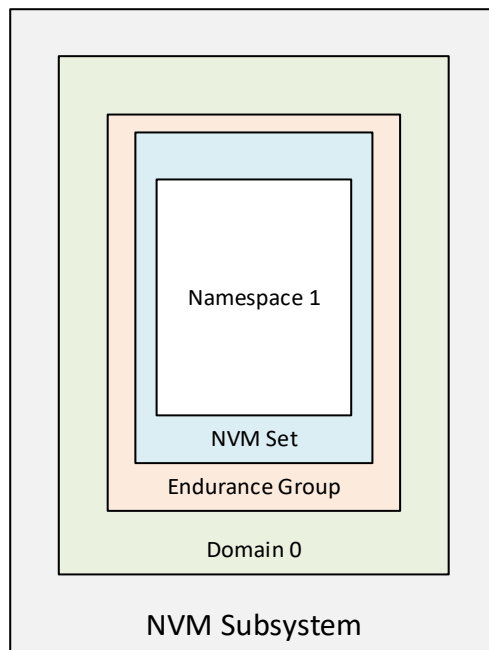 Namespace 1
NVM Set
Endurance Group
Domain 0
NVM Subsystem